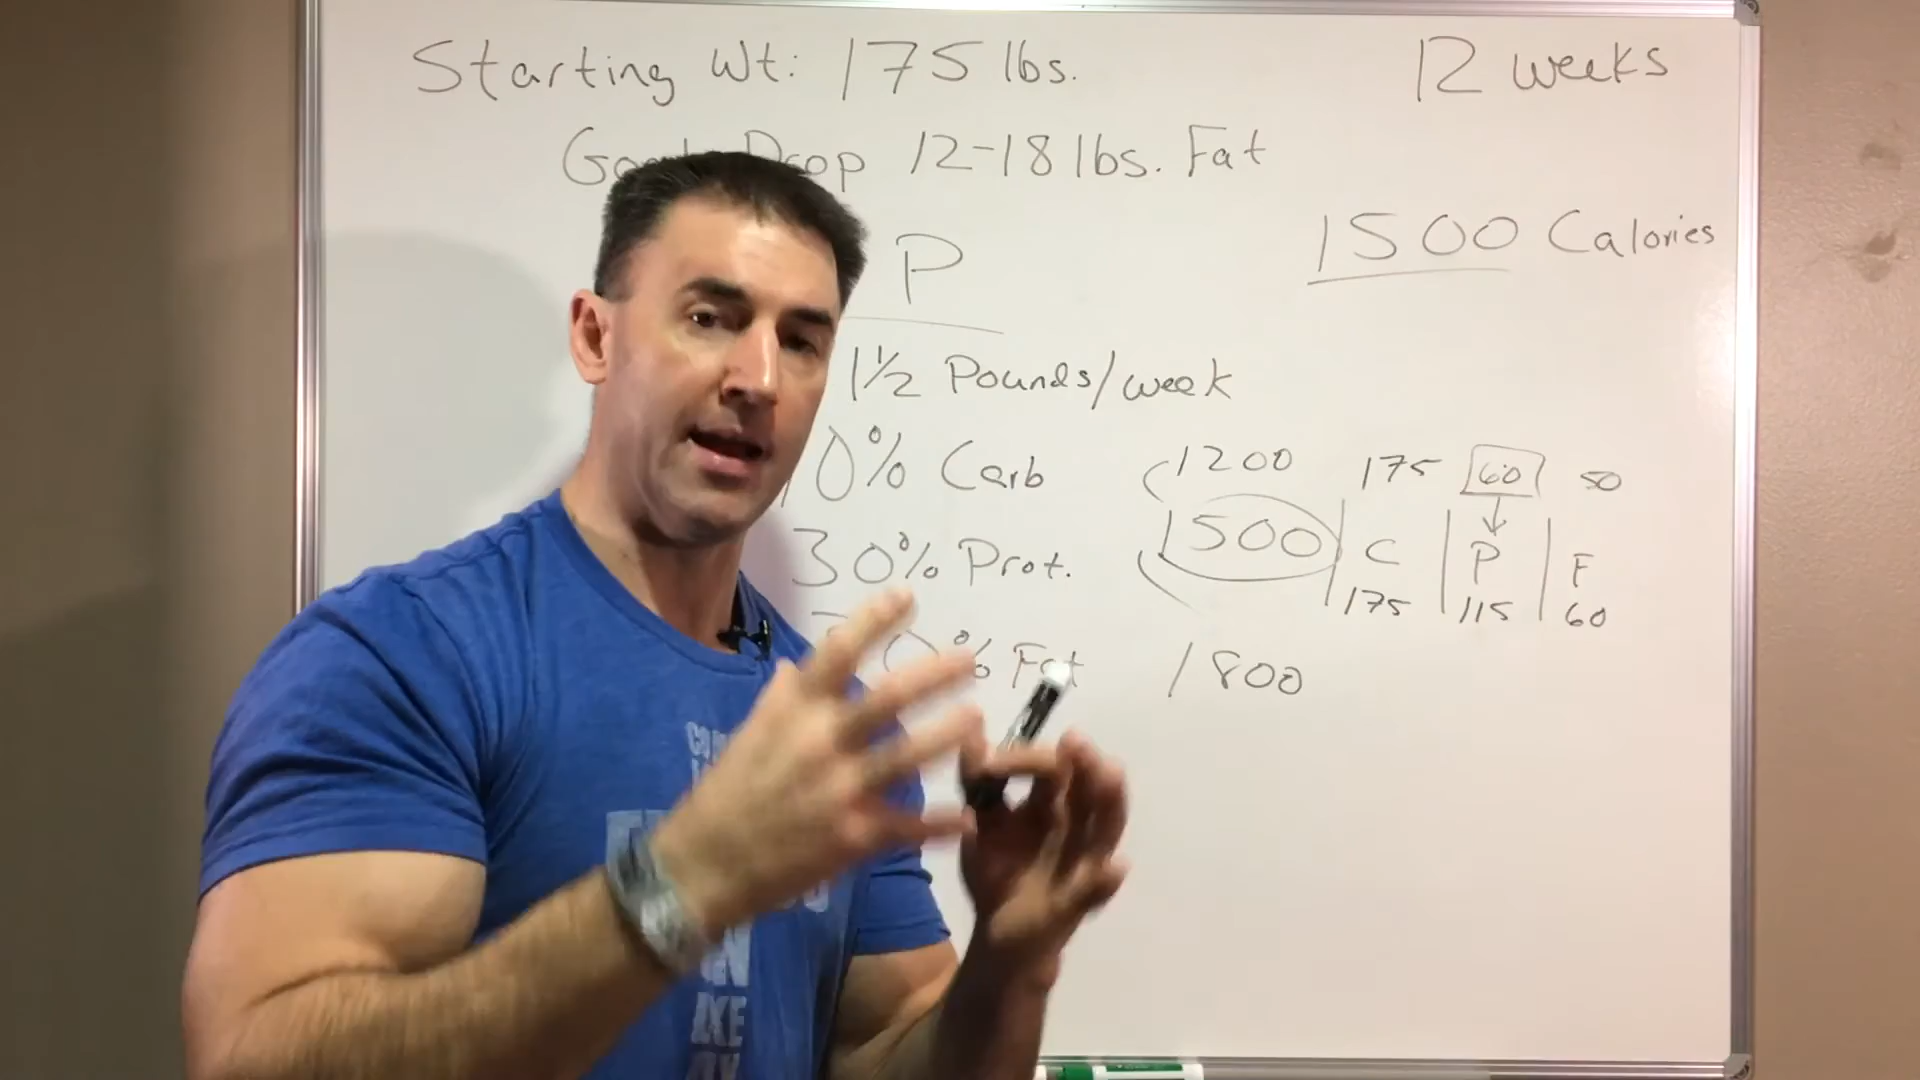 Starting Wt: 175 lbs.
12 weeks
Drop 12-18 lbs. Fat
P
1500 Calories
1½ Pounds/week
0% Carb
1200
175 60 50
30% Prot.
1500
C P F
175 115 60
0% Fat
1800